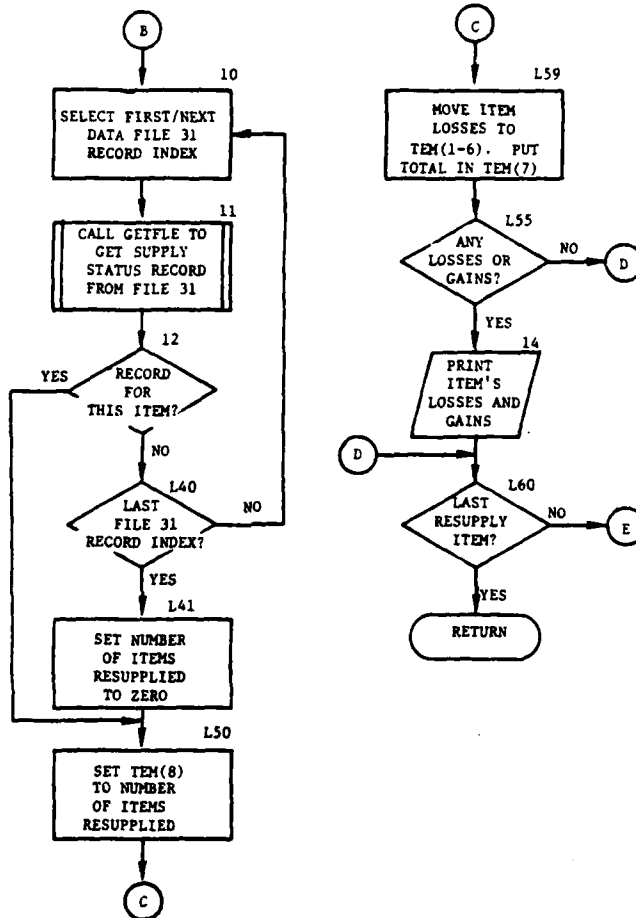 B
10
SELECT FIRST/NEXT
DATA FILE 31
RECORD INDEX
11
CALL GETFLE TO
GET SUPPLY
STATUS RECORD
FROM FILE 31
12
YES
RECORD
FOR
THIS ITEM?
NO
L40
LAST
FILE 31
RECORD INDEX?
NO
YES
L41
SET NUMBER
OF ITEMS
RESUPPLIED
TO ZERO
L50
SET TEM(8)
TO NUMBER
OF ITEMS
RESUPPLIED
C
C
L59
MOVE ITEM
LOSSES TO
TEM(1-6). PUT
TOTAL IN TEM(7)
L55
ANY
LOSSES OR
GAINS?
NO
D
YES
14
PRINT
ITEM'S
LOSSES AND
GAINS
D
L60
LAST
RESUPPLY
ITEM?
NO
E
YES
RETURN